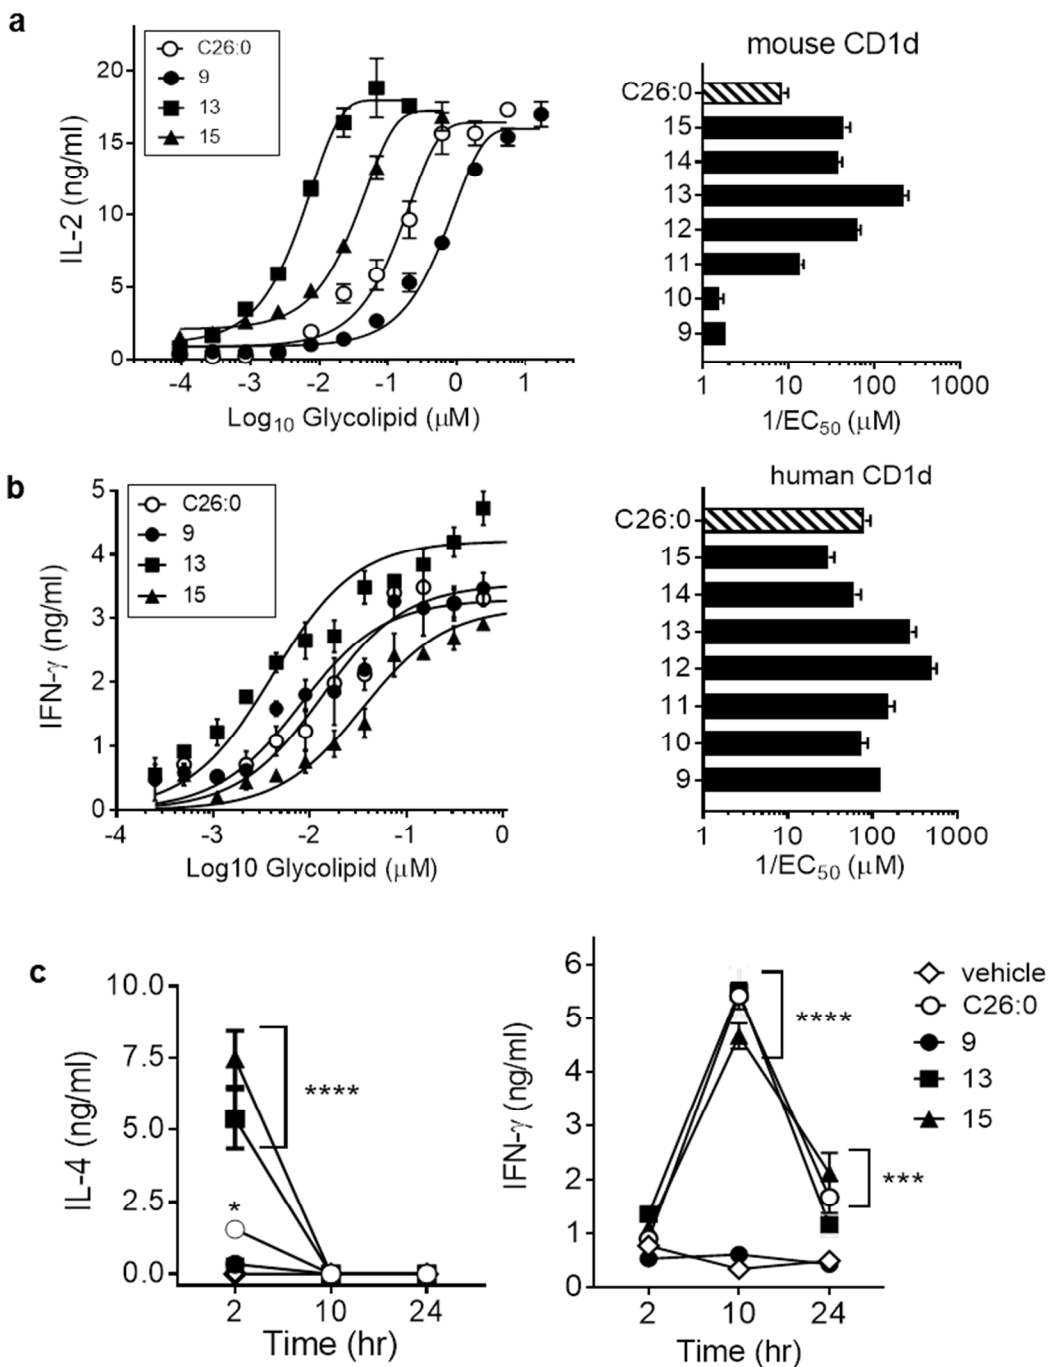 a
C26:0
9
13
15
20
15
10
5
0
IL-2 (ng/ml)
-4 -3 -2 -1 0 1
Log10 Glycolipid (μM)
mouse CD1d
C26:0
15
14
13
12
11
10
9
1 10 100 1000
1/EC50 (μM)
b
C26:0
9
13
15
5
4
3
2
1
0
IFN-γ (ng/ml)
-4 -3 -2 -1 0
Log10 Glycolipid (μM)
human CD1d
C26:0
15
14
13
12
11
10
9
1 10 100 1000
1/EC50 (μM)
c
10.0
7.5
5.0
2.5
0.0
IL-4 (ng/ml)
****
*
2 10 24
Time (hr)
6
5
4
3
2
1
0
IFN-γ (ng/ml)
****
***
2 10 24
Time (hr)
vehicle
C26:0
9
13
15